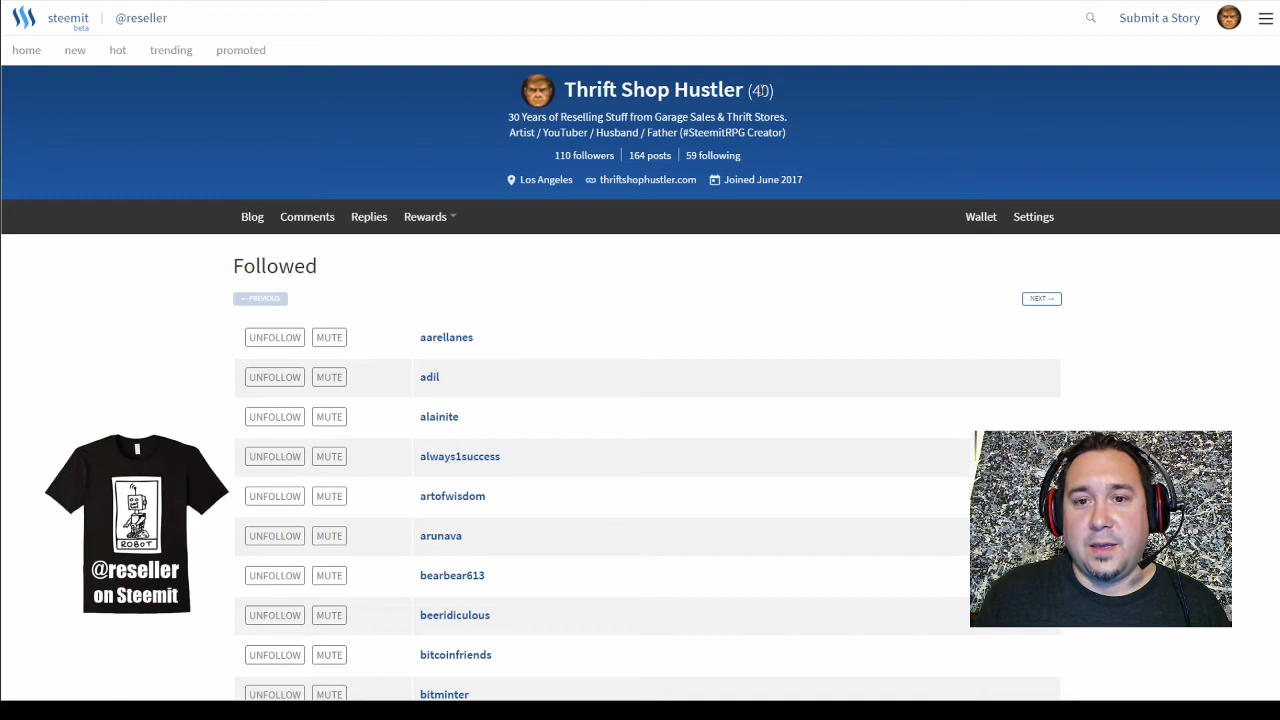 steemit
beta
@reseller
Submit a Story
home new hot trending promoted
Thrift Shop Hustler (40)
30 Years of Reselling Stuff from Garage Sales & Thrift Stores.
Artist / YouTuber / Husband / Father (#SteemitRPG Creator)
110 followers 164 posts 59 following
Los Angeles thriftshophustler.com Joined June 2017
Blog Comments Replies Rewards Wallet Settings
Followed
← PREVIOUS NEXT →
UNFOLLOW MUTE aarellanes
UNFOLLOW MUTE adil
UNFOLLOW MUTE alainite
UNFOLLOW MUTE always1success
UNFOLLOW MUTE artofwisdom
UNFOLLOW MUTE arunava
UNFOLLOW MUTE bearbear613
UNFOLLOW MUTE beeridiculous
UNFOLLOW MUTE bitcoinfriends
UNFOLLOW MUTE bitminter
ROBOT
@reseller
on Steemit